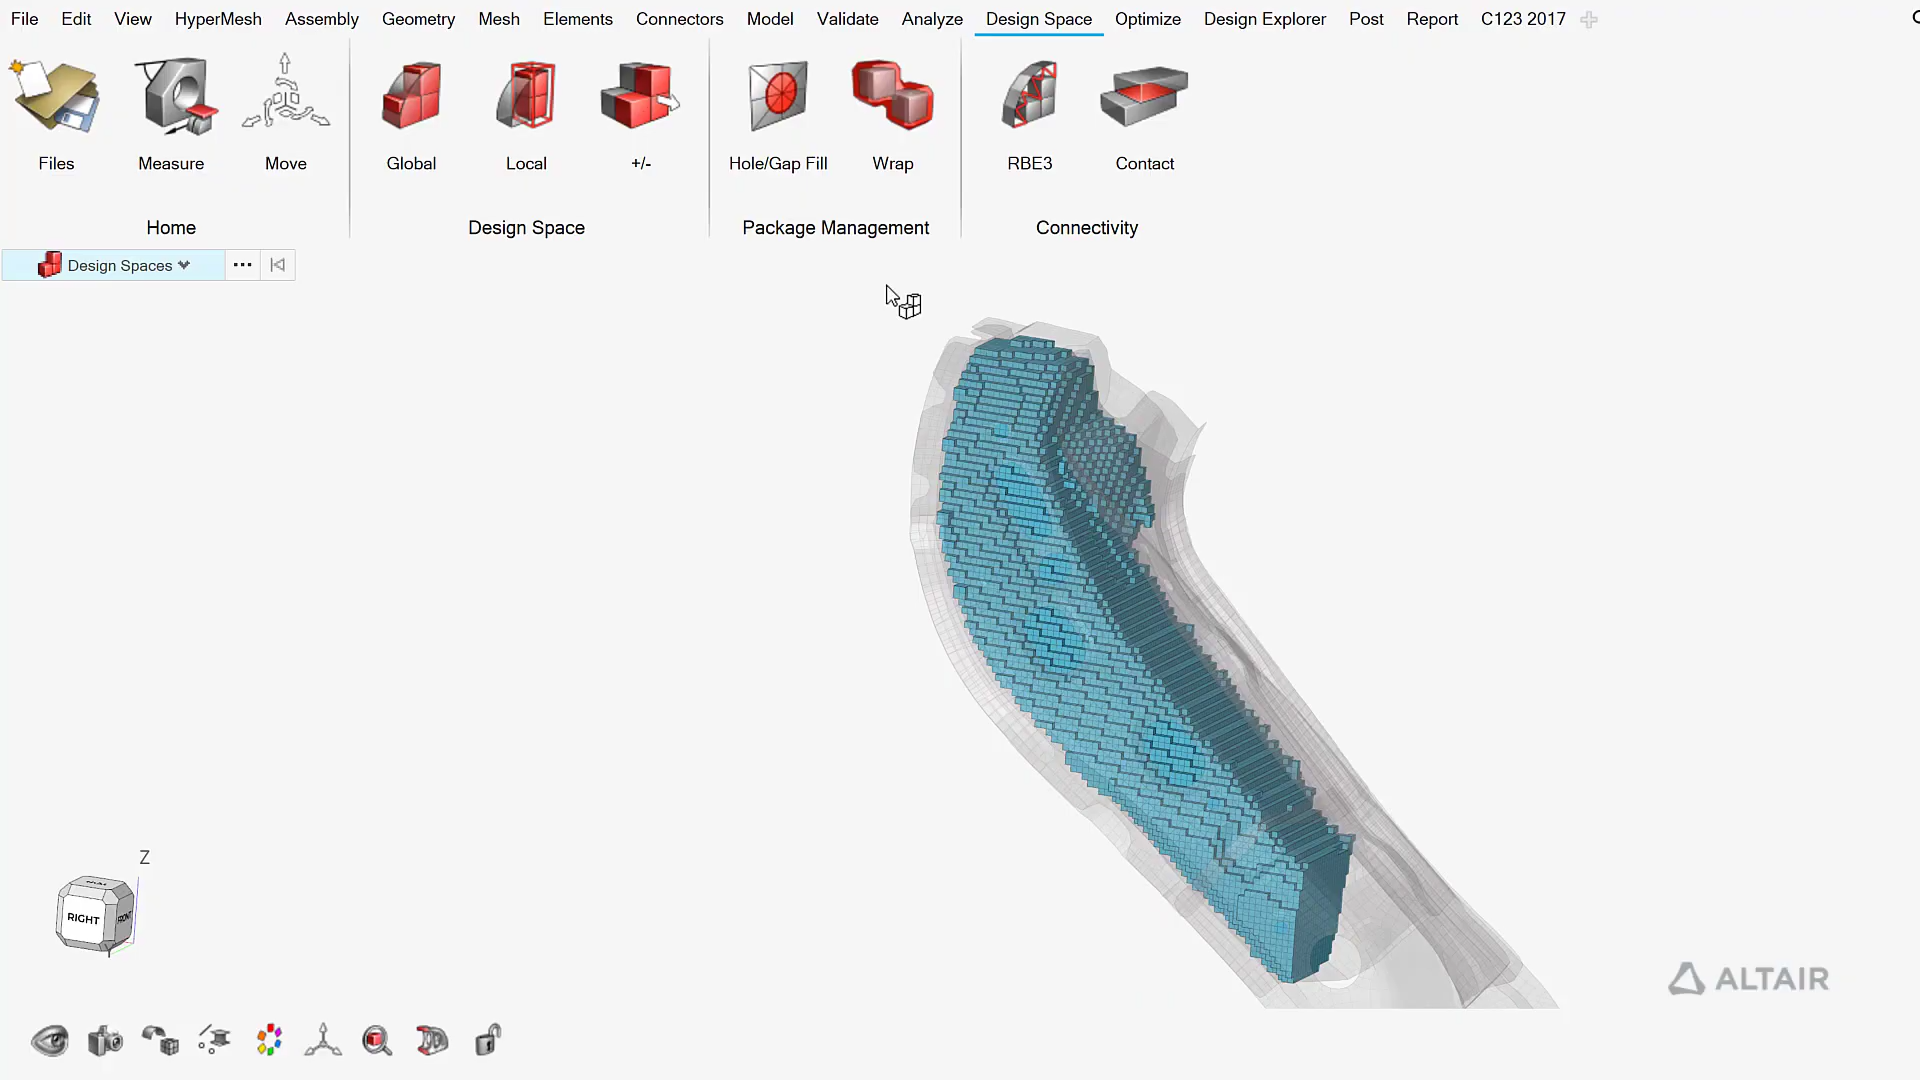 File Edit View HyperMesh Assembly Geometry Mesh Elements Connectors Model Validate Analyze Design Space Optimize Design Explorer Post Report C123 2017
Files Measure Move Global Local +/- Hole/Gap Fill Wrap RBE3 Contact
Home Design Space Package Management Connectivity
Design Spaces
Z
RIGHT
FRONT
Y
ALTAIR